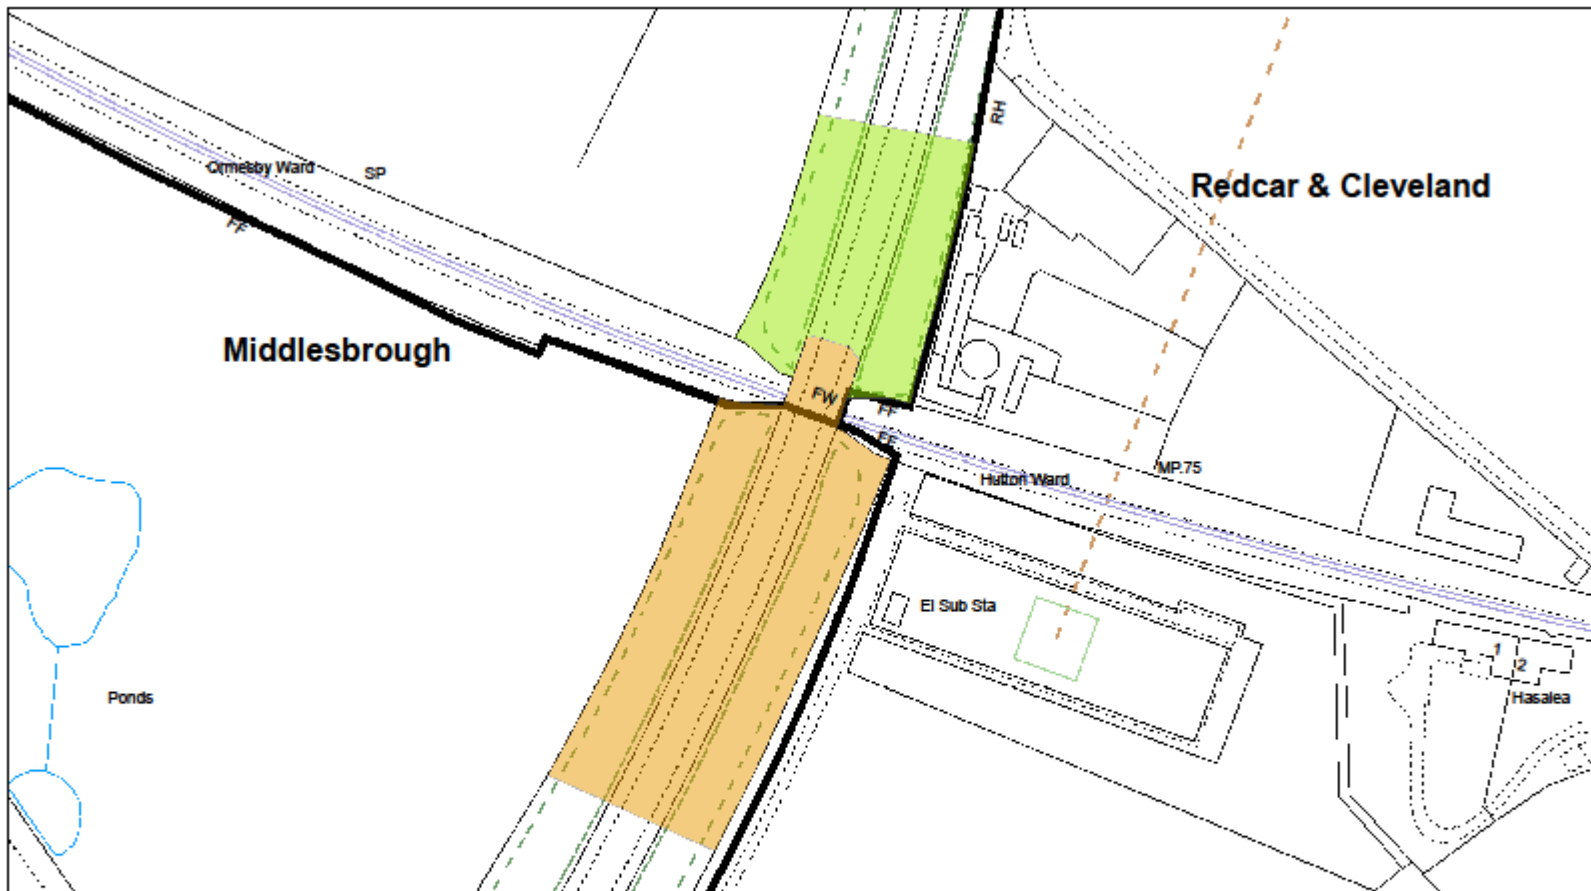 RH
Ormesby Ward
SP
Redcar & Cleveland
FF
Middlesbrough
FW
FF
FF
MP.75
Hutton Ward
El Sub Sta
1
2
Ponds
Hasalea